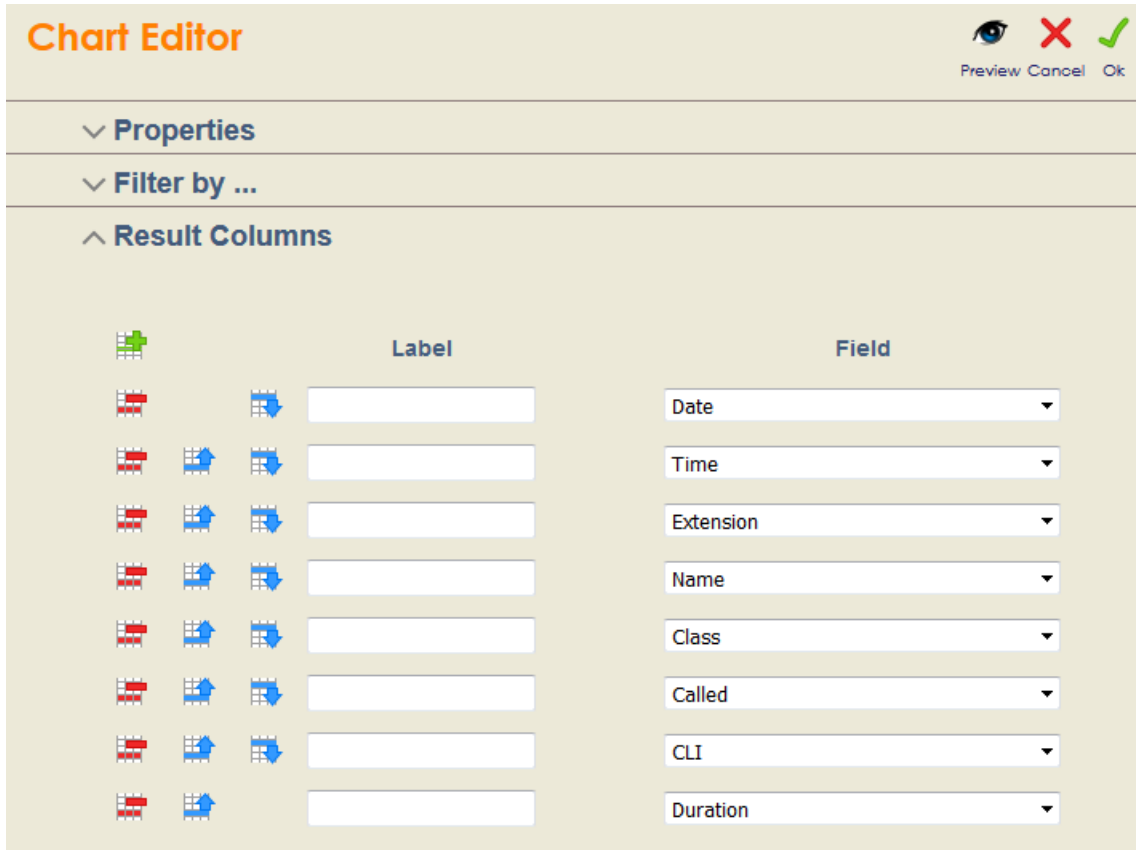 Chart Editor
Preview Cancel Ok
Properties
Filter by ...
Result Columns
Label Field
Date
Time
Extension
Name
Class
Called
CLI
Duration